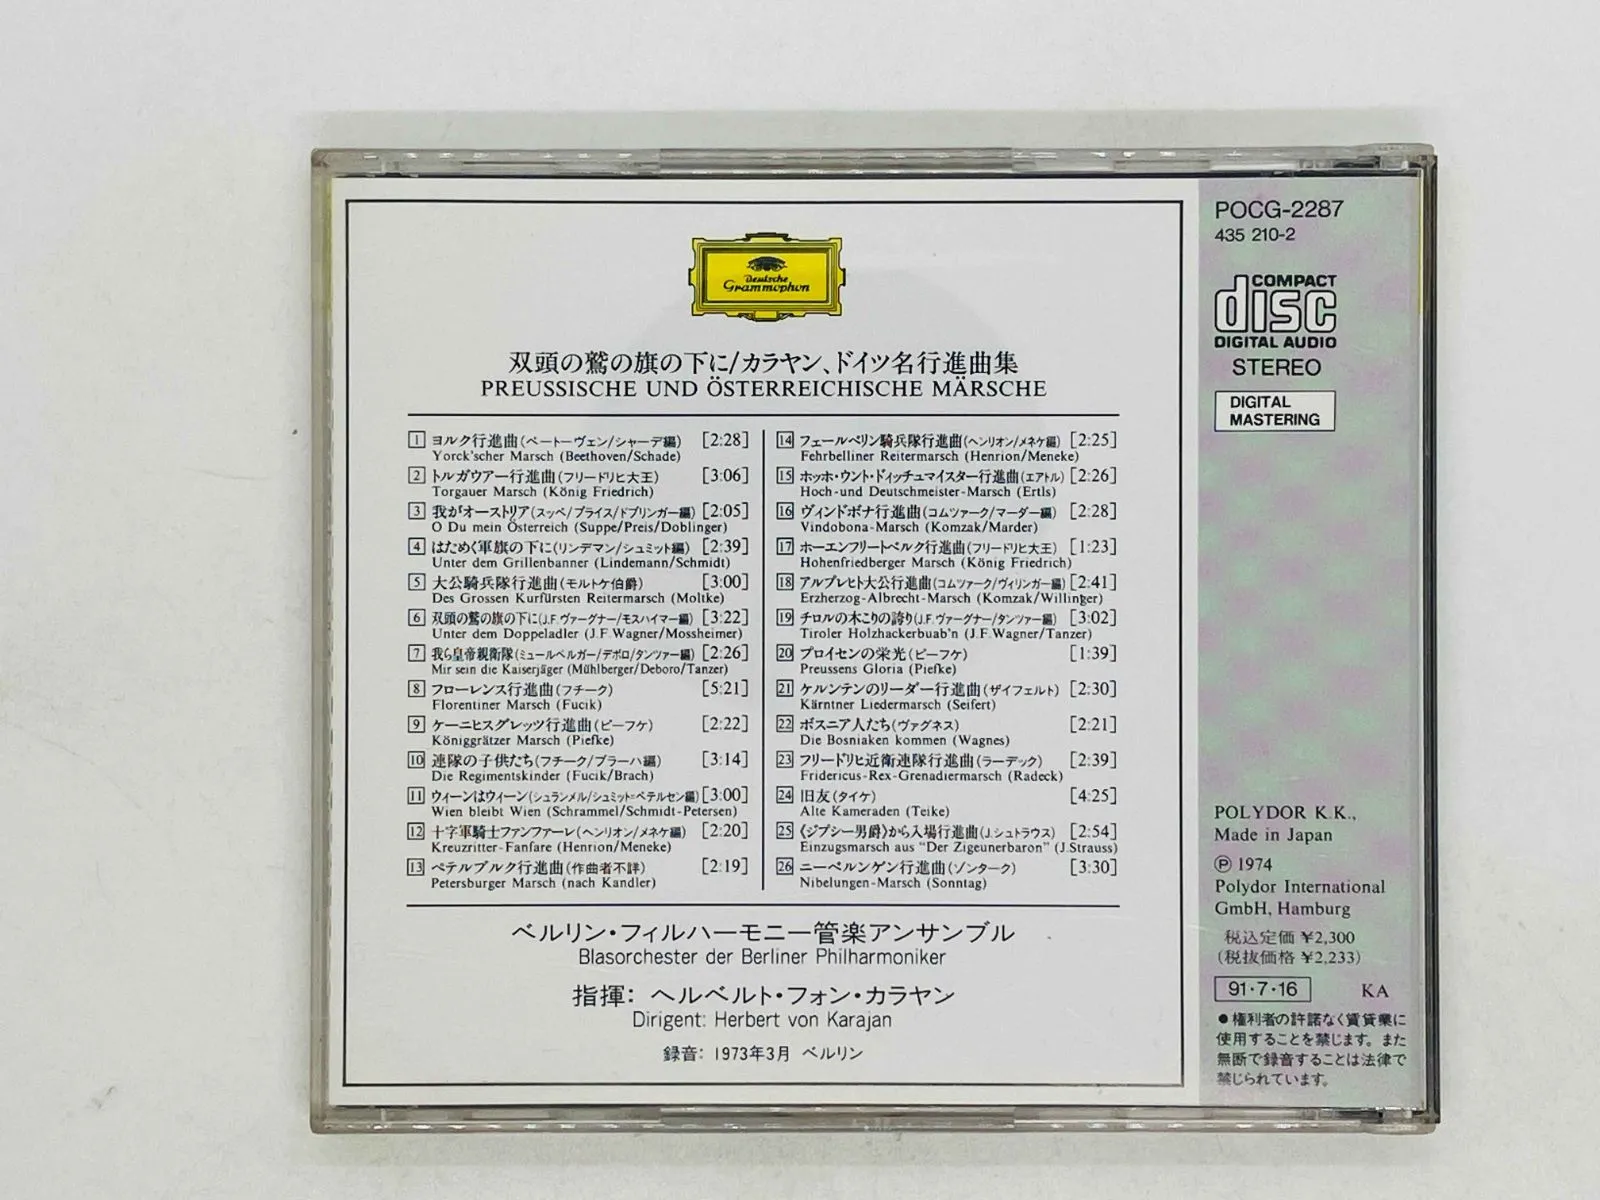 Deutsche
Grammophon
双頭の鷲の旗の下に/カラヤン、ドイツ名行進曲集
PREUSSISCHE UND ÖSTERREICHISCHE MÄRSCHE
1 ヨルク行進曲(ベートーヴェン/シャーデ編) [2:28]
Yorck'scher Marsch (Beethoven/Schade)
2 トルガウアー行進曲(フリードリヒ大王) [3:06]
Torgauer Marsch (König Friedrich)
3 我がオーストリア(スッペ/プライス/ドブリンガー編) [2:05]
O Du mein Österreich (Suppe/Preis/Doblinger)
4 はためく軍旗の下に(リンデマン/シュミット編) [2:39]
Unter dem Grillenbanner (Lindemann/Schmidt)
5 大公騎兵隊行進曲(モルトケ伯爵) [3:00]
Des Grossen Kurfürsten Reitermarsch (Moltke)
6 双頭の鷲の旗の下に(J.F.ヴァーグナー/モスハイマー編) [3:22]
Unter dem Doppeladler (J.F.Wagner/Mossheimer)
7 我ら皇帝親衛隊(ミュールベルガー/デボロ/タンツァー編) [2:26]
Mir sein die Kaiserjäger (Mühlberger/Deboro/Tanzer)
8 フローレンス行進曲(フチーク) [5:21]
Florentiner Marsch (Fucik)
9 ケーニヒスグレッツ行進曲(ピーフケ) [2:22]
Königgrätzer Marsch (Piefke)
10 連隊の子供たち(フチーク/ブラーハ編) [3:14]
Die Regimentskinder (Fucik/Brach)
11 ウィーンはウィーン(シュランメル/シュミット=ペテルセン編) [3:00]
Wien bleibt Wien (Schrammel/Schmidt-Petersen)
12 十字軍騎士ファンファーレ(ヘンリオン/メネケ編) [2:20]
Kreuzritter-Fanfare (Henrion/Meneke)
13 ペテルブルク行進曲(作曲者不詳) [2:19]
Petersburger Marsch (nach Kandler)
14 フェールベリン騎兵隊行進曲(ヘンリオン/メネケ編) [2:25]
Fehrbelliner Reitermarsch (Henrion/Meneke)
15 ホッホ・ウント・ドィッチュマイスター行進曲(エアトル) [2:26]
Hoch-und Deutschmeister-Marsch (Ertls)
16 ヴィンドボナ行進曲(コムツァーク/マーダー編) [2:28]
Vindobona-Marsch (Komzak/Marder)
17 ホーエンフリートベルク行進曲(フリードリヒ大王) [1:23]
Hohenfriedberger Marsch (König Friedrich)
18 アルブレヒト大公行進曲(コムツァーク/ヴィリンガー編) [2:41]
Erzherzog-Albrecht-Marsch (Komzak/Willinger)
19 チロルの木こりの誇り(J.F.ヴァーグナー/タンツァー編) [3:02]
Tiroler Holzhackerbuab'n (J.F.Wagner/Tanzer)
20 プロイセンの栄光(ピーフケ) [1:39]
Preussens Gloria (Piefke)
21 ケルンテンのリーダー行進曲(ザイフェルト) [2:30]
Kärntner Liedermarsch (Seifert)
22 ボスニア人たち(ヴァグネス) [2:21]
Die Bosniaken kommen (Wagnes)
23 フリードリヒ近衛連隊行進曲(ラーデック) [2:39]
Fridericus-Rex-Grenadiermarsch (Radeck)
24 旧友(タイケ) [4:25]
Alte Kameraden (Teike)
25 《ジプシー男爵》から入場行進曲(J.シュトラウス) [2:54]
Einzugsmarsch aus "Der Zigeunerbaron" (J.Strauss)
26 ニーベルンゲン行進曲(ゾンターク) [3:30]
Nibelungen-Marsch (Sonntag)
ベルリン・フィルハーモニー管楽アンサンブル
Blasorchester der Berliner Philharmoniker
指揮: ヘルベルト・フォン・カラヤン
Dirigent: Herbert von Karajan
録音: 1973年3月 ベルリン
POCG-2287
435 210-2
COMPACT
disc
DIGITAL AUDIO
STEREO
DIGITAL
MASTERING
POLYDOR K.K.,
Made in Japan
Ⓟ 1974
Polydor International
GmbH, Hamburg
税込定価 ¥2,300
(税抜価格 ¥2,233)
91・7・16 KA
●権利者の許諾なく賃貸業に
使用することを禁じます。また
無断で録音することは法律で
禁じられています。